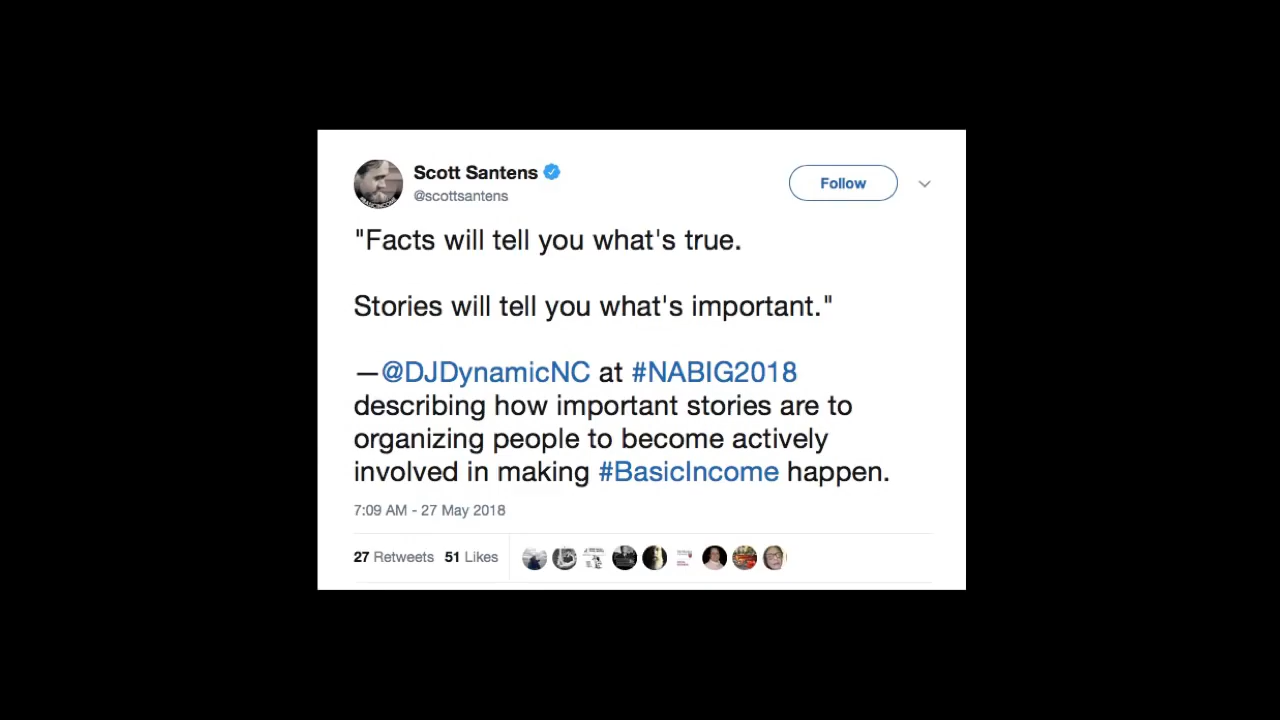 Scott Santens
@scottsantens
Follow
"Facts will tell you what's true.
Stories will tell you what's important."
—@DJDynamicNC at #NABIG2018
describing how important stories are to
organizing people to become actively
involved in making #BasicIncome happen.
7:09 AM - 27 May 2018
27 Retweets 51 Likes